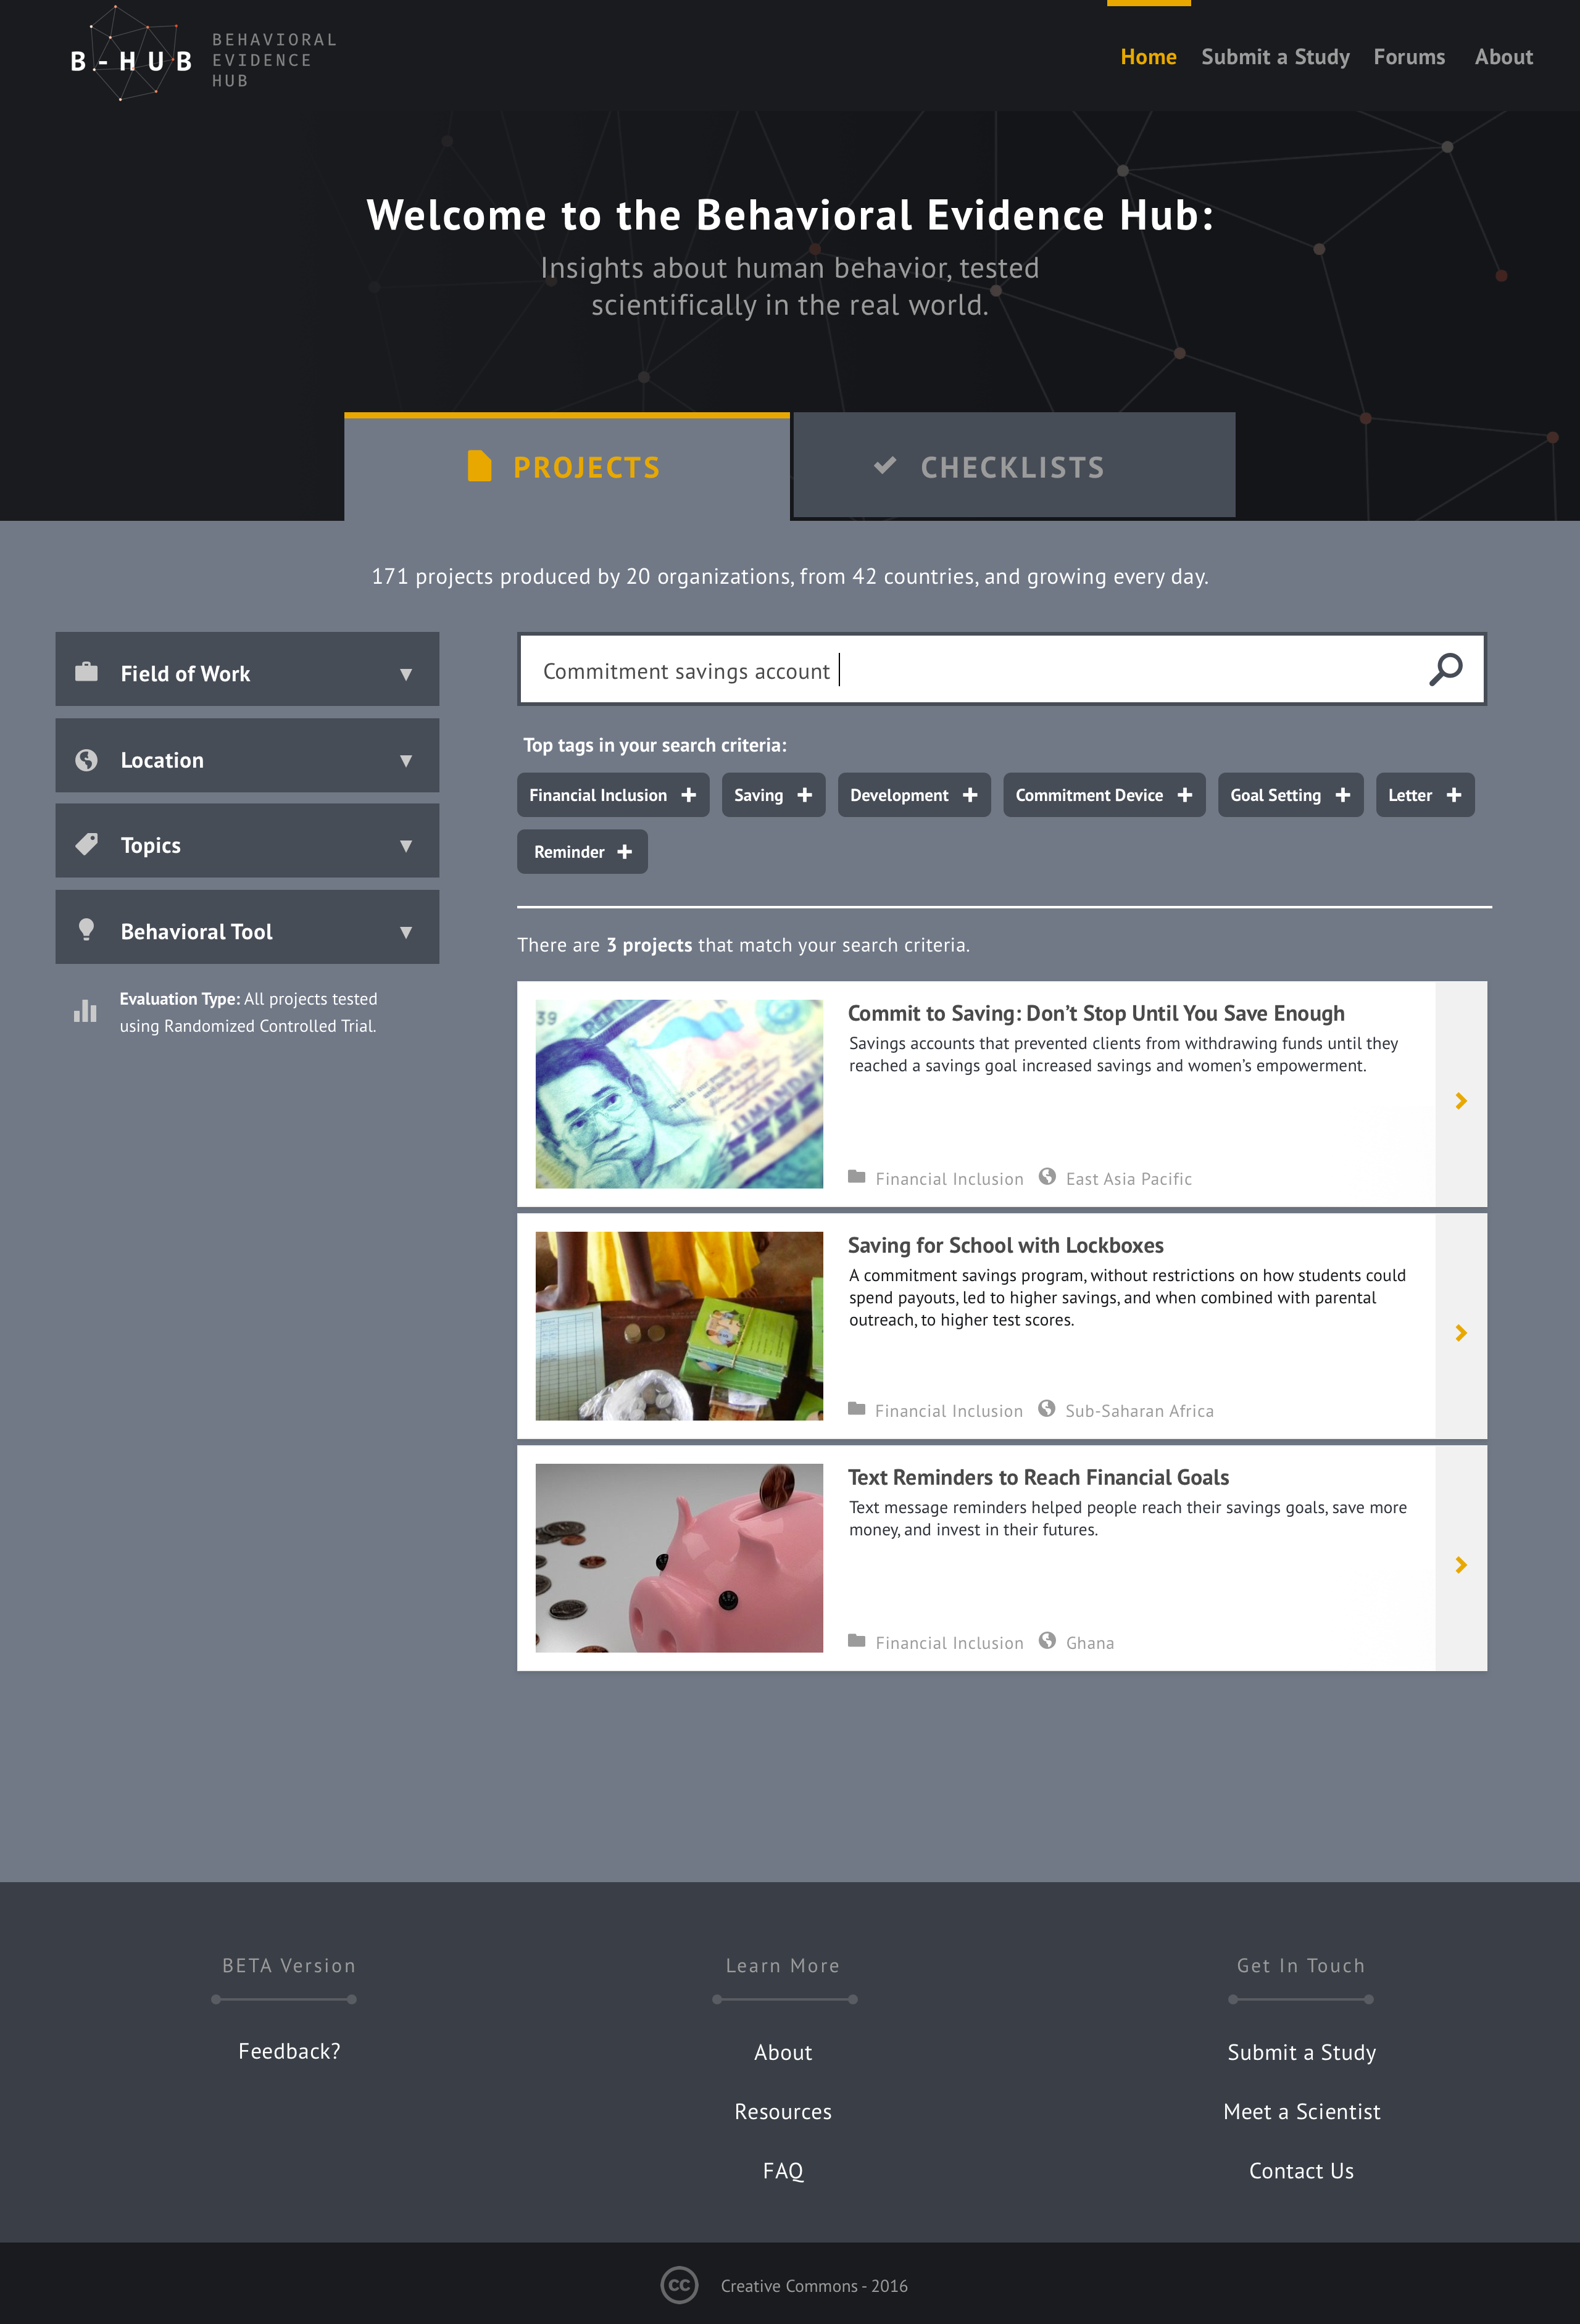 B-HUB
BEHAVIORAL
EVIDENCE
HUB
Home
Submit a Study
Forums
About
Welcome to the Behavioral Evidence Hub:
Insights about human behavior, tested
scientifically in the real world.
PROJECTS
CHECKLISTS
171 projects produced by 20 organizations, from 42 countries, and growing every day.
Field of Work
Location
Topics
Behavioral Tool
Evaluation Type: All projects tested
using Randomized Controlled Trial.
Commitment savings account
Top tags in your search criteria:
Financial Inclusion +
Saving +
Development +
Commitment Device +
Goal Setting +
Letter +
Reminder +
There are 3 projects that match your search criteria.
39
Commit to Saving: Don’t Stop Until You Save Enough
Savings accounts that prevented clients from withdrawing funds until they
reached a savings goal increased savings and women’s empowerment.
Financial Inclusion
East Asia Pacific
Saving for School with Lockboxes
A commitment savings program, without restrictions on how students could
spend payouts, led to higher savings, and when combined with parental
outreach, to higher test scores.
Financial Inclusion
Sub-Saharan Africa
Text Reminders to Reach Financial Goals
Text message reminders helped people reach their savings goals, save more
money, and invest in their futures.
Financial Inclusion
Ghana
BETA Version
Feedback?
Learn More
About
Resources
FAQ
Get In Touch
Submit a Study
Meet a Scientist
Contact Us
cc
Creative Commons - 2016